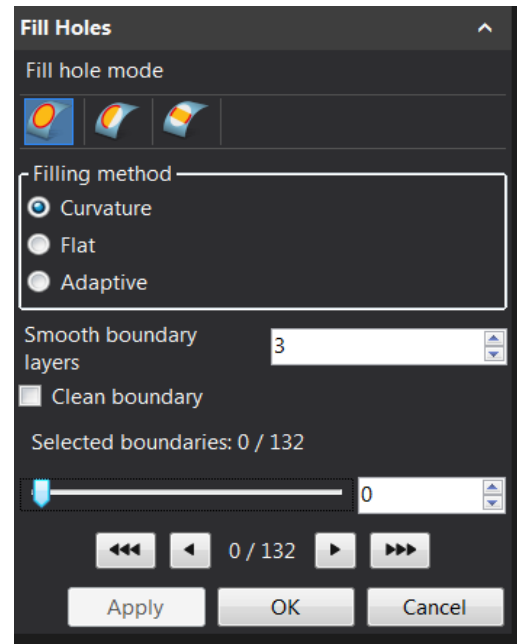 Fill Holes
Fill hole mode
Filling method
Curvature
Flat
Adaptive
Smooth boundary
layers
3
Clean boundary
Selected boundaries: 0 / 132
0
0 / 132
Apply OK Cancel